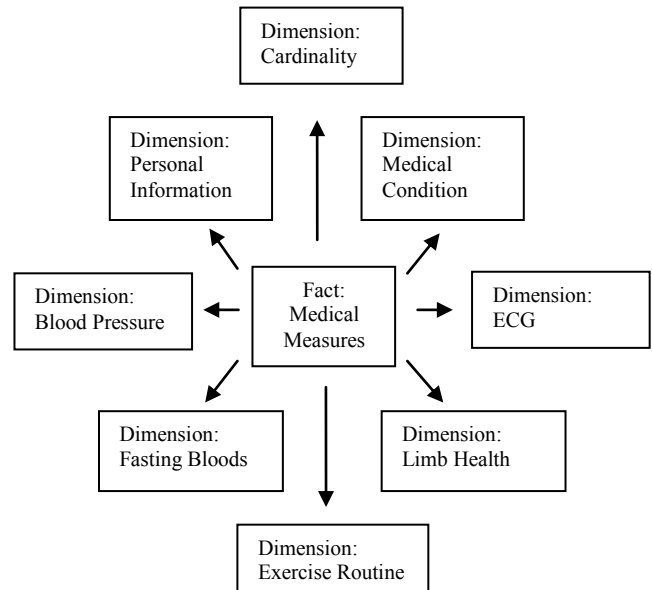 Dimension:
Cardinality
Dimension:
Personal
Information
Dimension:
Medical
Condition
Dimension:
Blood Pressure
Fact:
Medical
Measures
Dimension:
ECG
Dimension:
Fasting Bloods
Dimension:
Limb Health
Dimension:
Exercise Routine